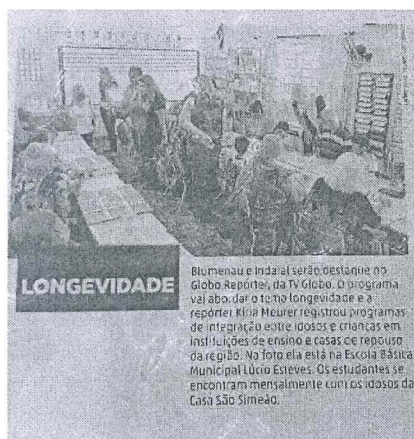 LONGEVIDADE
Blumenau e Indaial serão destaque no
Globo Repórter, da TV Globo. O programa
vai abordar o tema longevidade e a
repórter Kíria Meurer registrou programas
de integração entre idosos e crianças em
instituições de ensino e casas de repouso
da região. Na foto ela está na Escola Básica
Municipal Lúcio Esteves. Os estudantes se
encontram mensalmente com os idosos da
Casa São Simeão.